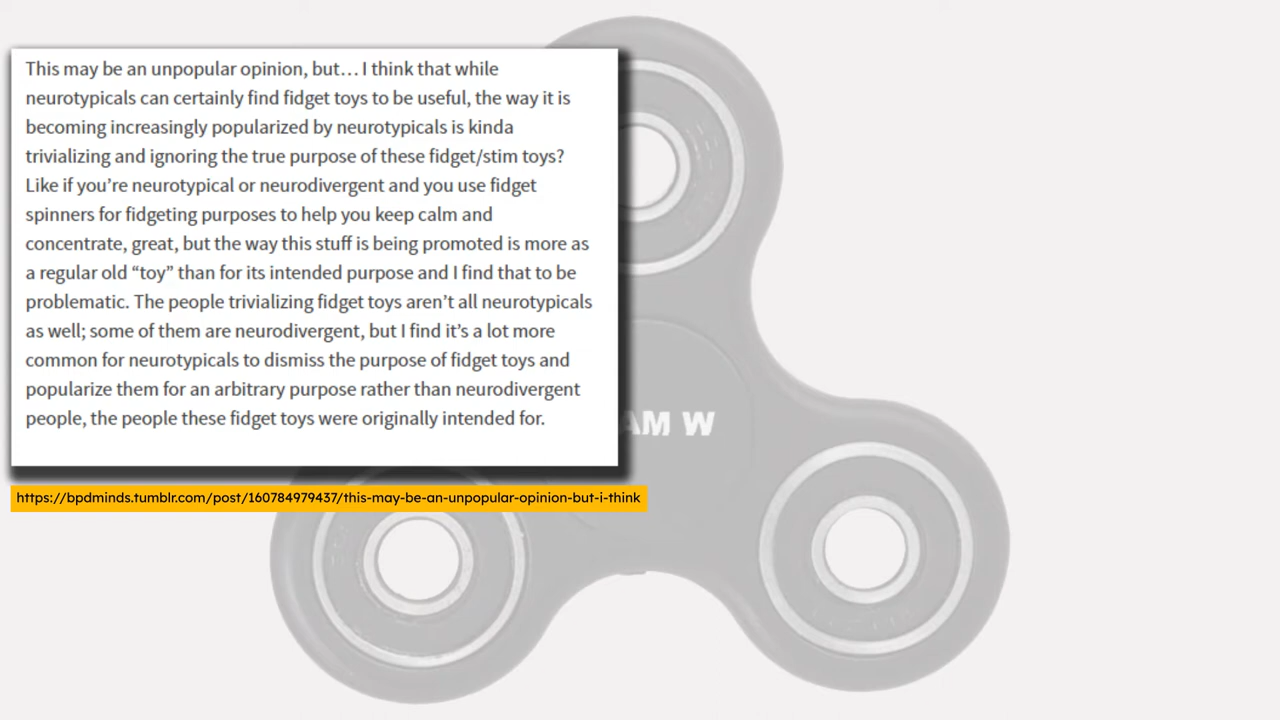 This may be an unpopular opinion, but… I think that while
neurotypicals can certainly find fidget toys to be useful, the way it is
becoming increasingly popularized by neurotypicals is kinda
trivializing and ignoring the true purpose of these fidget/stim toys?
Like if you’re neurotypical or neurodivergent and you use fidget
spinners for fidgeting purposes to help you keep calm and
concentrate, great, but the way this stuff is being promoted is more as
a regular old “toy” than for its intended purpose and I find that to be
problematic. The people trivializing fidget toys aren’t all neurotypicals
as well; some of them are neurodivergent, but I find it’s a lot more
common for neurotypicals to dismiss the purpose of fidget toys and
popularize them for an arbitrary purpose rather than neurodivergent
people, the people these fidget toys were originally intended for.
AM W
https://bpdminds.tumblr.com/post/160784979437/this-may-be-an-unpopular-opinion-but-i-think